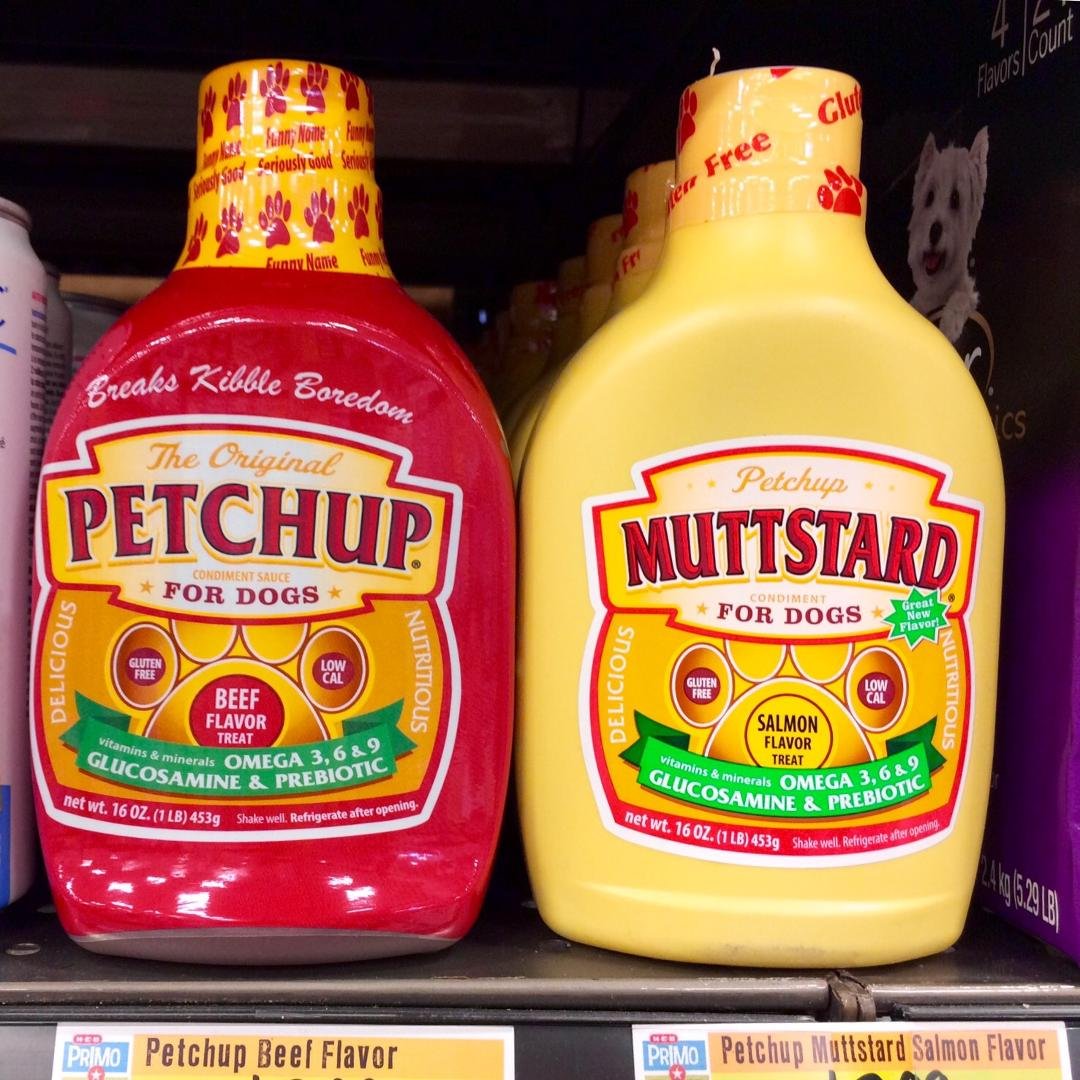 4 Flavors
Count
Funny Name
Seriously Good
Funny Name
Breaks Kibble Boredom
The Original
PETCHUP®
CONDIMENT SAUCE
FOR DOGS
DELICIOUS
NUTRITIOUS
GLUTEN
FREE
LOW
CAL
BEEF
FLAVOR
TREAT
vitamins & minerals OMEGA 3, 6 & 9
GLUCOSAMINE & PREBIOTIC
net wt. 16 OZ. (1 LB) 453g Shake well. Refrigerate after opening.
Free
Petchup
MUTTSTARD®
CONDIMENT
FOR DOGS
Great
New
Flavor!
DELICIOUS
NUTRITIOUS
GLUTEN
FREE
LOW
CAL
SALMON
FLAVOR
TREAT
vitamins & minerals OMEGA 3, 6 & 9
GLUCOSAMINE & PREBIOTIC
net wt. 16 OZ. (1 LB) 453g Shake well. Refrigerate after opening.
2.4 kg (5.29 LB)
H-E-B
PRIMO
Petchup Beef Flavor
H-E-B
PRIMO
Petchup Muttstard Salmon Flavor